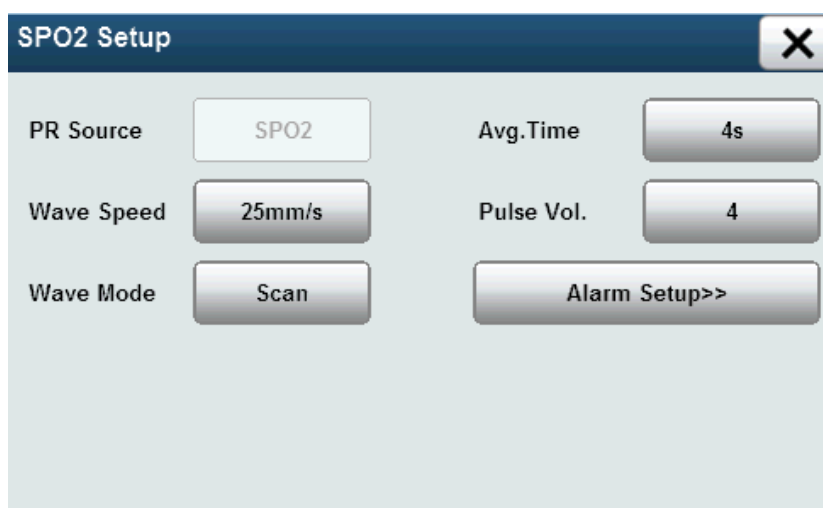 SPO2 Setup
PR Source SPO2 Avg.Time 4s
Wave Speed 25mm/s Pulse Vol. 4
Wave Mode Scan Alarm Setup>>